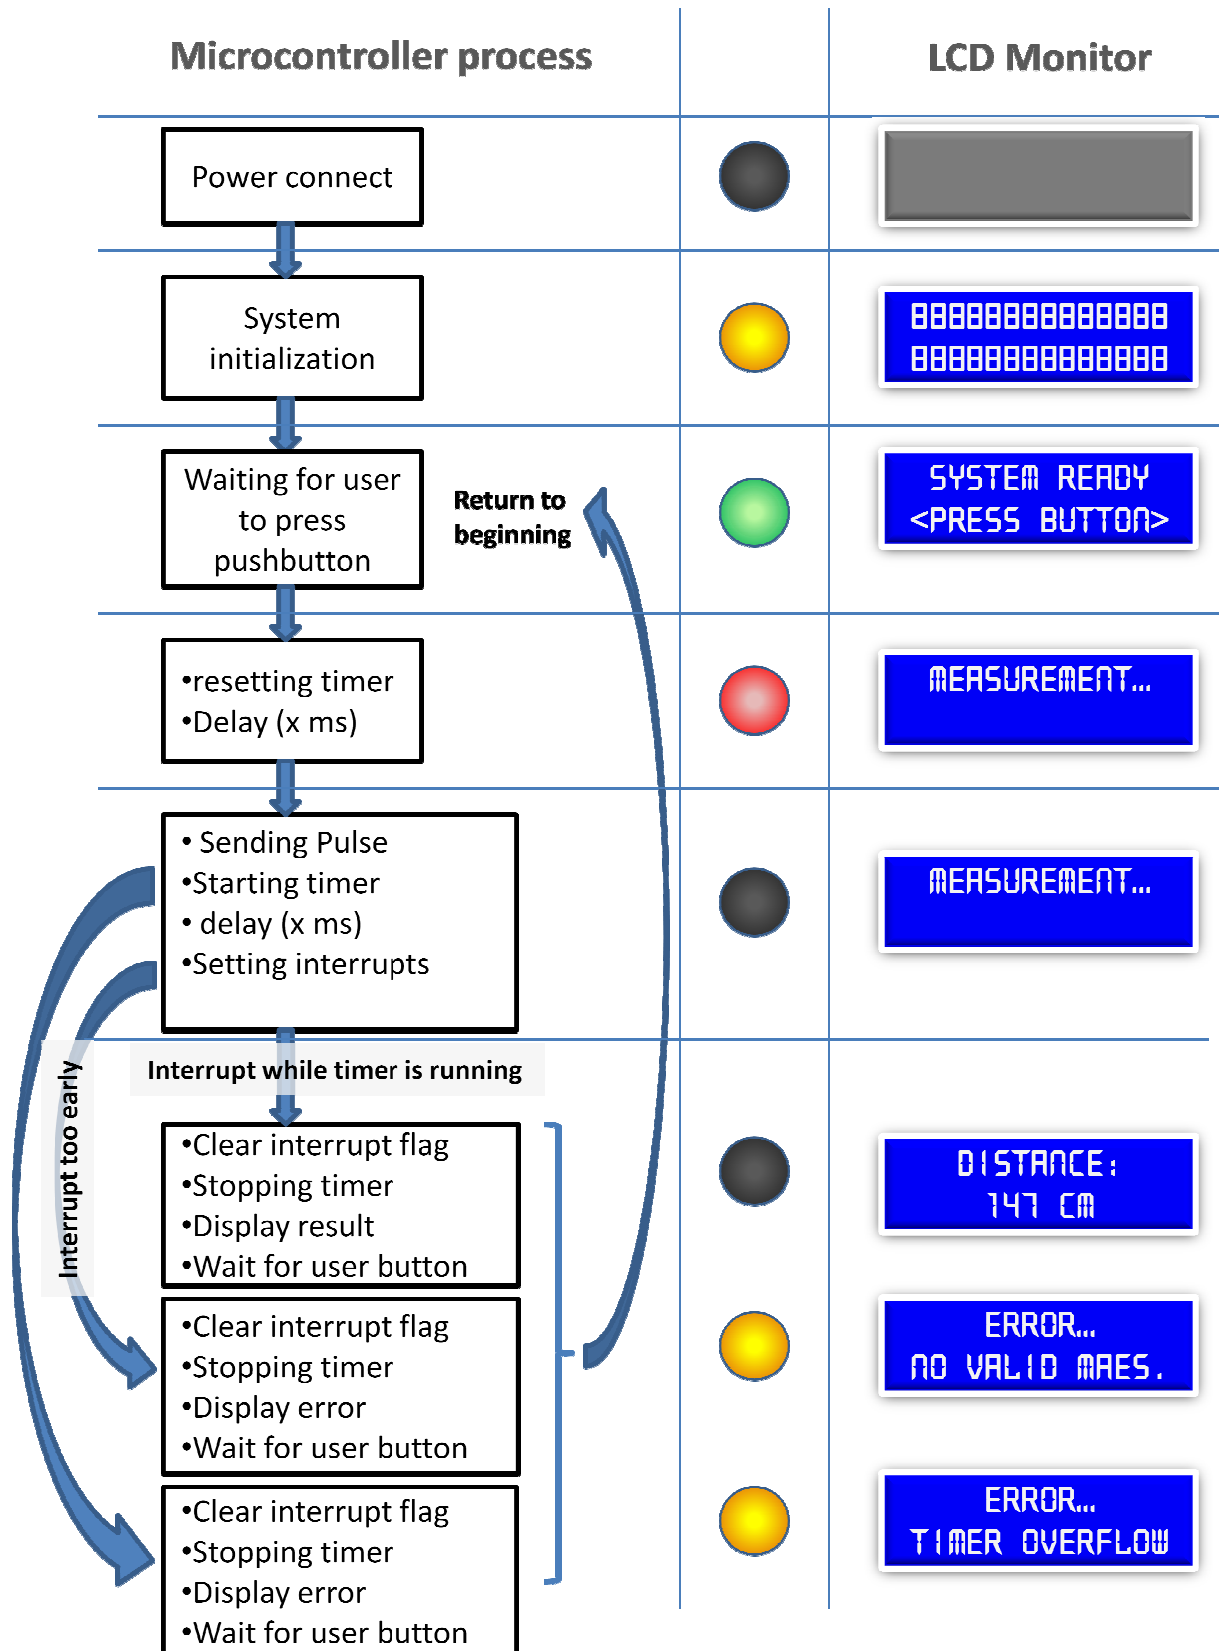 Microcontroller process
LCD Monitor
Power connect
System
initialization
88888888888888
88888888888888
Waiting for user
to press
pushbutton
Return to
beginning
SYSTEM READY
<PRESS BUTTON>
•resetting timer
•Delay (x ms)
MEASUREMENT...
• Sending Pulse
•Starting timer
• delay (x ms)
•Setting interrupts
MEASUREMENT...
Interrupt too early
Interrupt while timer is running
•Clear interrupt flag
•Stopping timer
•Display result
•Wait for user button
DISTANCE:
147 CM
•Clear interrupt flag
•Stopping timer
•Display error
•Wait for user button
ERROR...
NO VALID MAES.
•Clear interrupt flag
•Stopping timer
•Display error
•Wait for user button
ERROR...
TIMER OVERFLOW